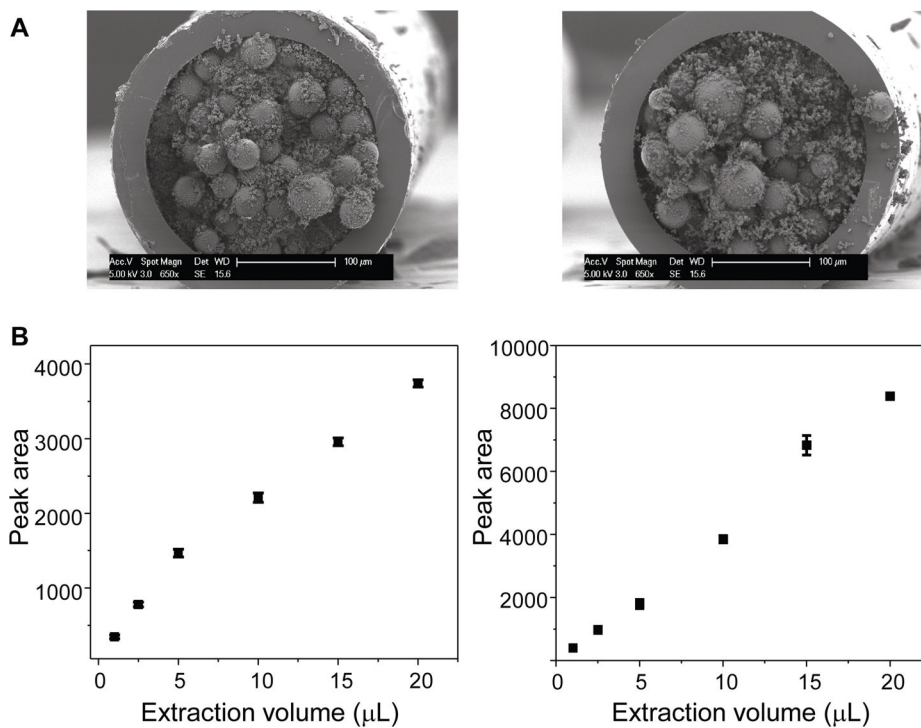 A
Acc.V Spot Magn Det WD 100 µm
5.00 kV 3.0 650x SE 15.6
Acc.V Spot Magn Det WD 100 µm
5.00 kV 3.0 650x SE 15.6
B
4000
3000
2000
1000
Peak area
0 5 10 15 20
Extraction volume (µL)
10000
8000
6000
4000
2000
Peak area
0 5 10 15 20
Extraction volume (µL)